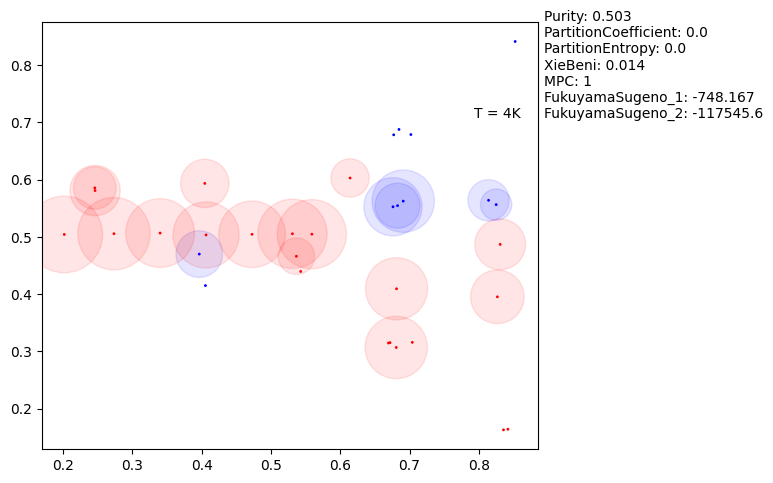 Purity: 0.503
PartitionCoefficient: 0.0
PartitionEntropy: 0.0
XieBeni: 0.014
MPC: 1
FukuyamaSugeno_1: -748.167
FukuyamaSugeno_2: -117545.6
T = 4K
0.8
0.7
0.6
0.5
0.4
0.3
0.2
0.2 0.3 0.4 0.5 0.6 0.7 0.8